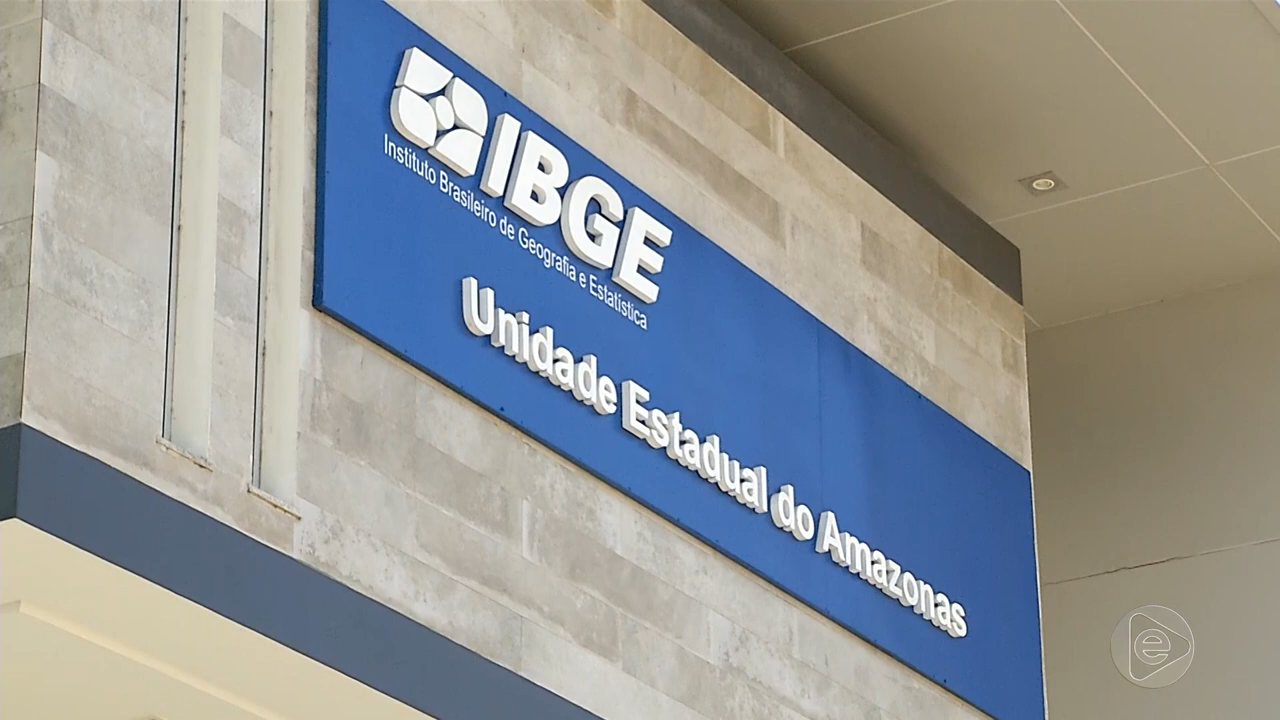 IBGE
Instituto Brasileiro de Geografia e Estatística
Unidade Estadual do Amazonas
e